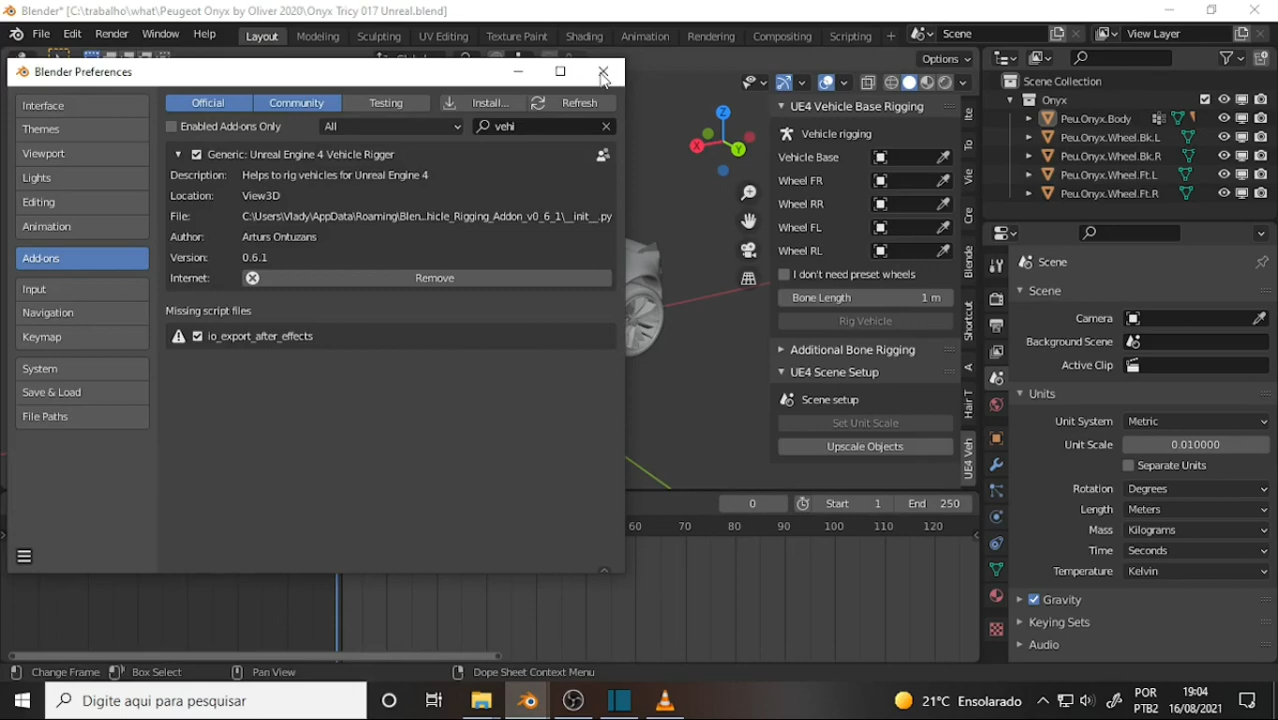 Blender* [C:\trabalho\what\Peugeot Onyx by Oliver 2020\Onyx Tricy 017 Unreal.blend]
File Edit Render Window Help Layout Modeling Sculpting UV Editing Texture Paint Shading Animation Rendering Compositing Scripting + Scene View Layer
Options
Blender Preferences
Interface
Themes
Viewport
Lights
Editing
Animation
Add-ons
Input
Navigation
Keymap
System
Save & Load
File Paths
Official Community Testing Install... Refresh
Enabled Add-ons Only All vehi
Generic: Unreal Engine 4 Vehicle Rigger
Description: Helps to rig vehicles for Unreal Engine 4
Location: View3D
File: C:\Users\Vlady\AppData\Roaming\Blen...hicle_Rigging_Addon_v0_6_1\__init__.py
Author: Arturs Ontuzans
Version: 0.6.1
Internet: Remove
Missing script files
io_export_after_effects
Z
X
Y
UE4 Vehicle Base Rigging
Vehicle rigging
Vehicle Base
Wheel FR
Wheel RR
Wheel FL
Wheel RL
I don't need preset wheels
Bone Length 1 m
Rig Vehicle
Additional Bone Rigging
UE4 Scene Setup
Scene setup
Set Unit Scale
Upscale Objects
Ite
To
Vie
Cre
Blende
Shortcut
A
Hair T
UE4 Veh
Scene Collection
Onyx
Peu.Onyx.Body
Peu.Onyx.Wheel.Bk.L
Peu.Onyx.Wheel.Bk.R
Peu.Onyx.Wheel.Ft.L
Peu.Onyx.Wheel.Ft.R
Scene
Scene
Camera
Background Scene
Active Clip
Units
Unit System Metric
Unit Scale 0.010000
Separate Units
Rotation Degrees
Length Meters
Mass Kilograms
Time Seconds
Temperature Kelvin
Gravity
Keying Sets
Audio
0 Start 1 End 250
60 70 80 90 100 110 120
Change Frame Box Select Pan View Dope Sheet Context Menu
Digite aqui para pesquisar
21°C Ensolarado
POR
PTB2
19:04
16/08/2021